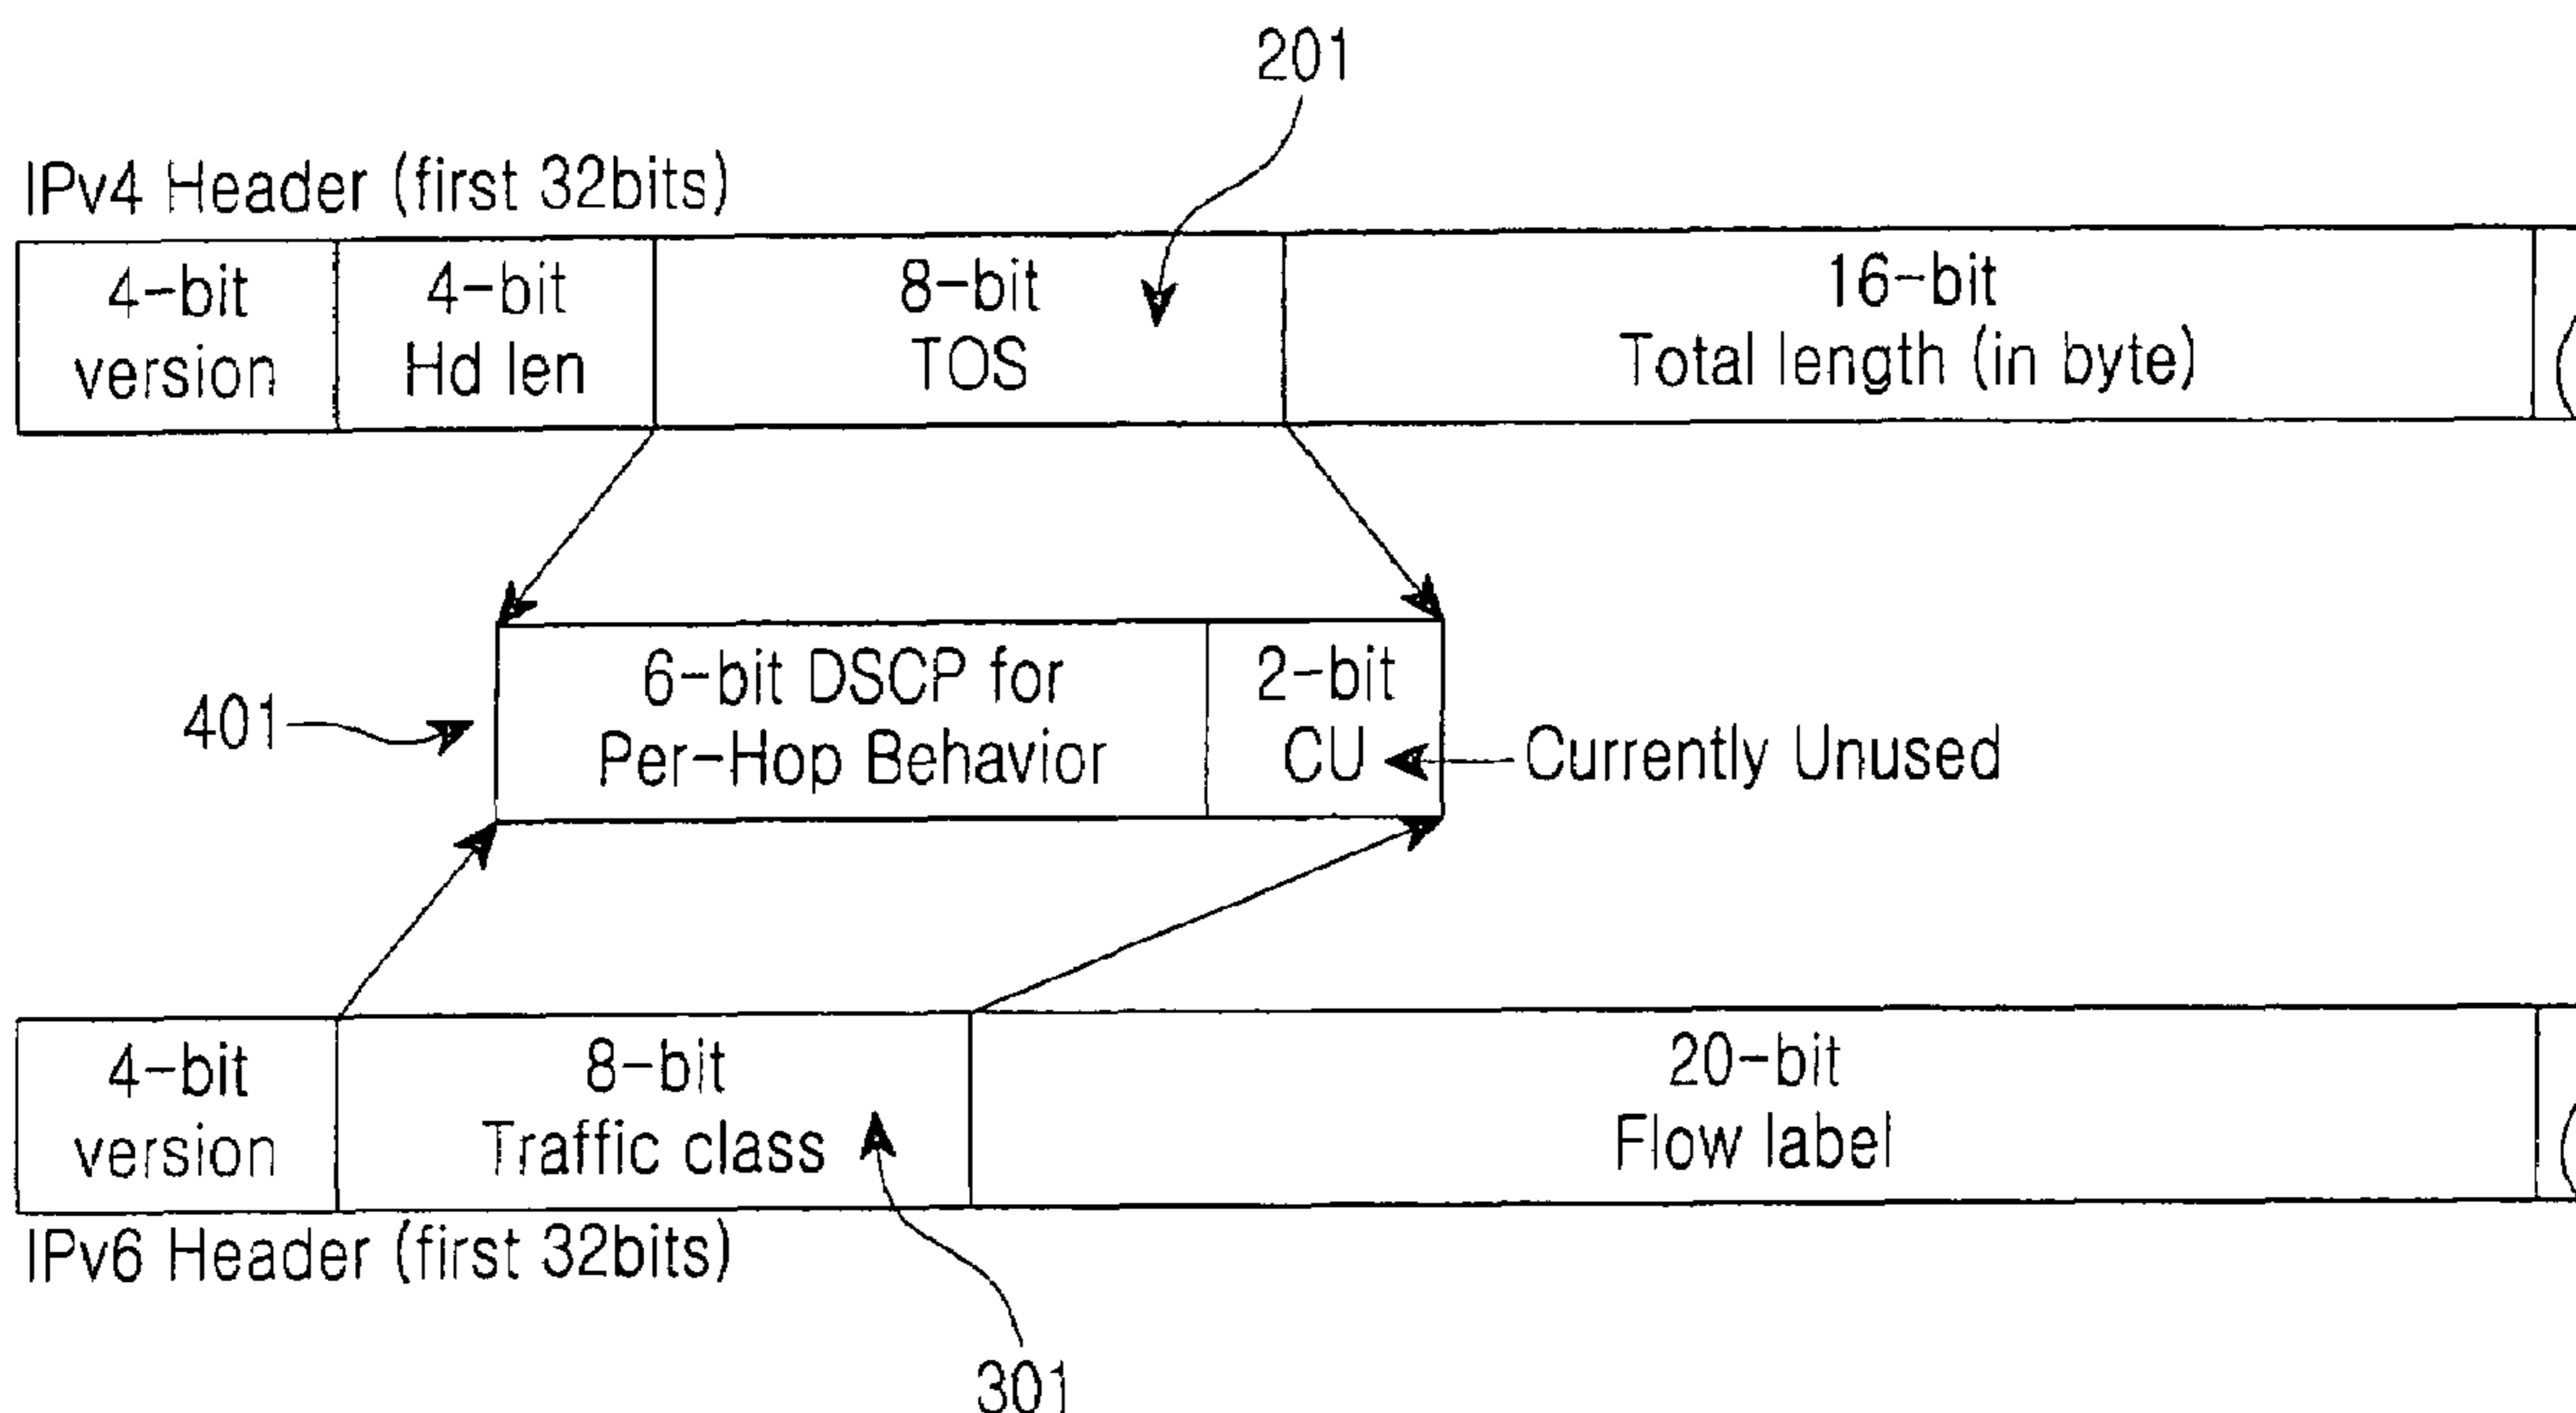 201
IPv4 Header (first 32bits)
4-bit
version
4-bit
Hd len
8-bit
TOS
16-bit
Total length (in byte)
401
6-bit DSCP for
Per-Hop Behavior
2-bit
CU
Currently Unused
4-bit
version
8-bit
Traffic class
20-bit
Flow label
IPv6 Header (first 32bits)
301